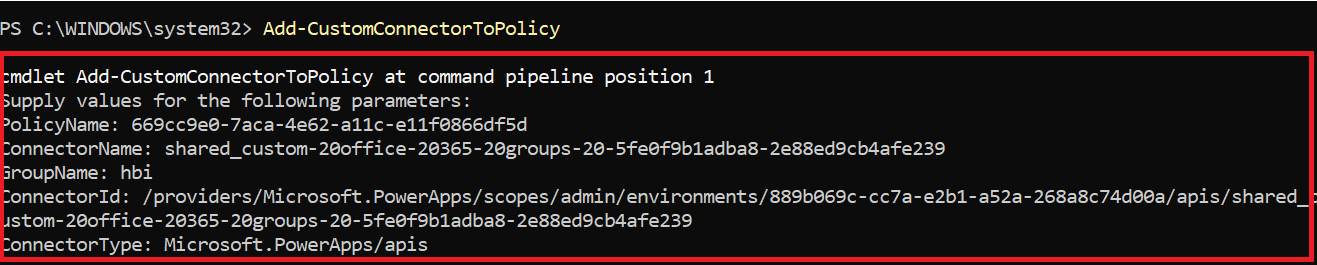 PS C:\WINDOWS\system32> Add-CustomConnectorToPolicy
cmdlet Add-CustomConnectorToPolicy at command pipeline position 1
Supply values for the following parameters:
PolicyName: 669cc9e0-7aca-4e62-a11c-e11f0866df5d
ConnectorName: shared_custom-20office-20365-20groups-20-5fe0f9b1adba8-2e88ed9cb4afe239
GroupName: hbi
ConnectorId: /providers/Microsoft.PowerApps/scopes/admin/environments/889b069c-cc7a-e2b1-a52a-268a8c74d00a/apis/shared_c
ustom-20office-20365-20groups-20-5fe0f9b1adba8-2e88ed9cb4afe239
ConnectorType: Microsoft.PowerApps/apis